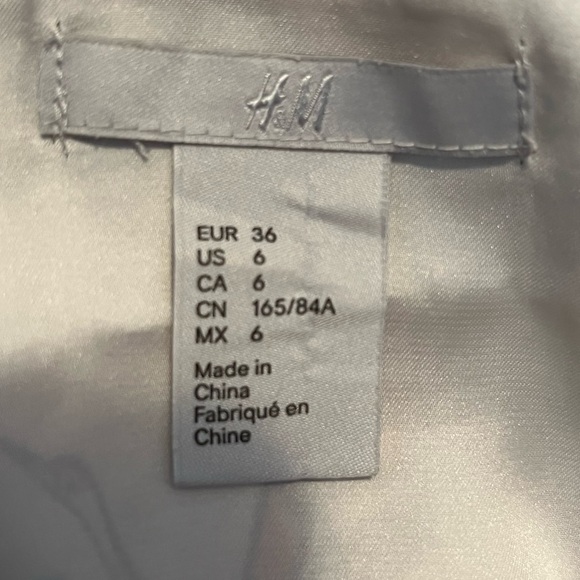 H&M
EUR 36
US 6
CA 6
CN 165/84A
MX 6
Made in
China
Fabriqué en
Chine